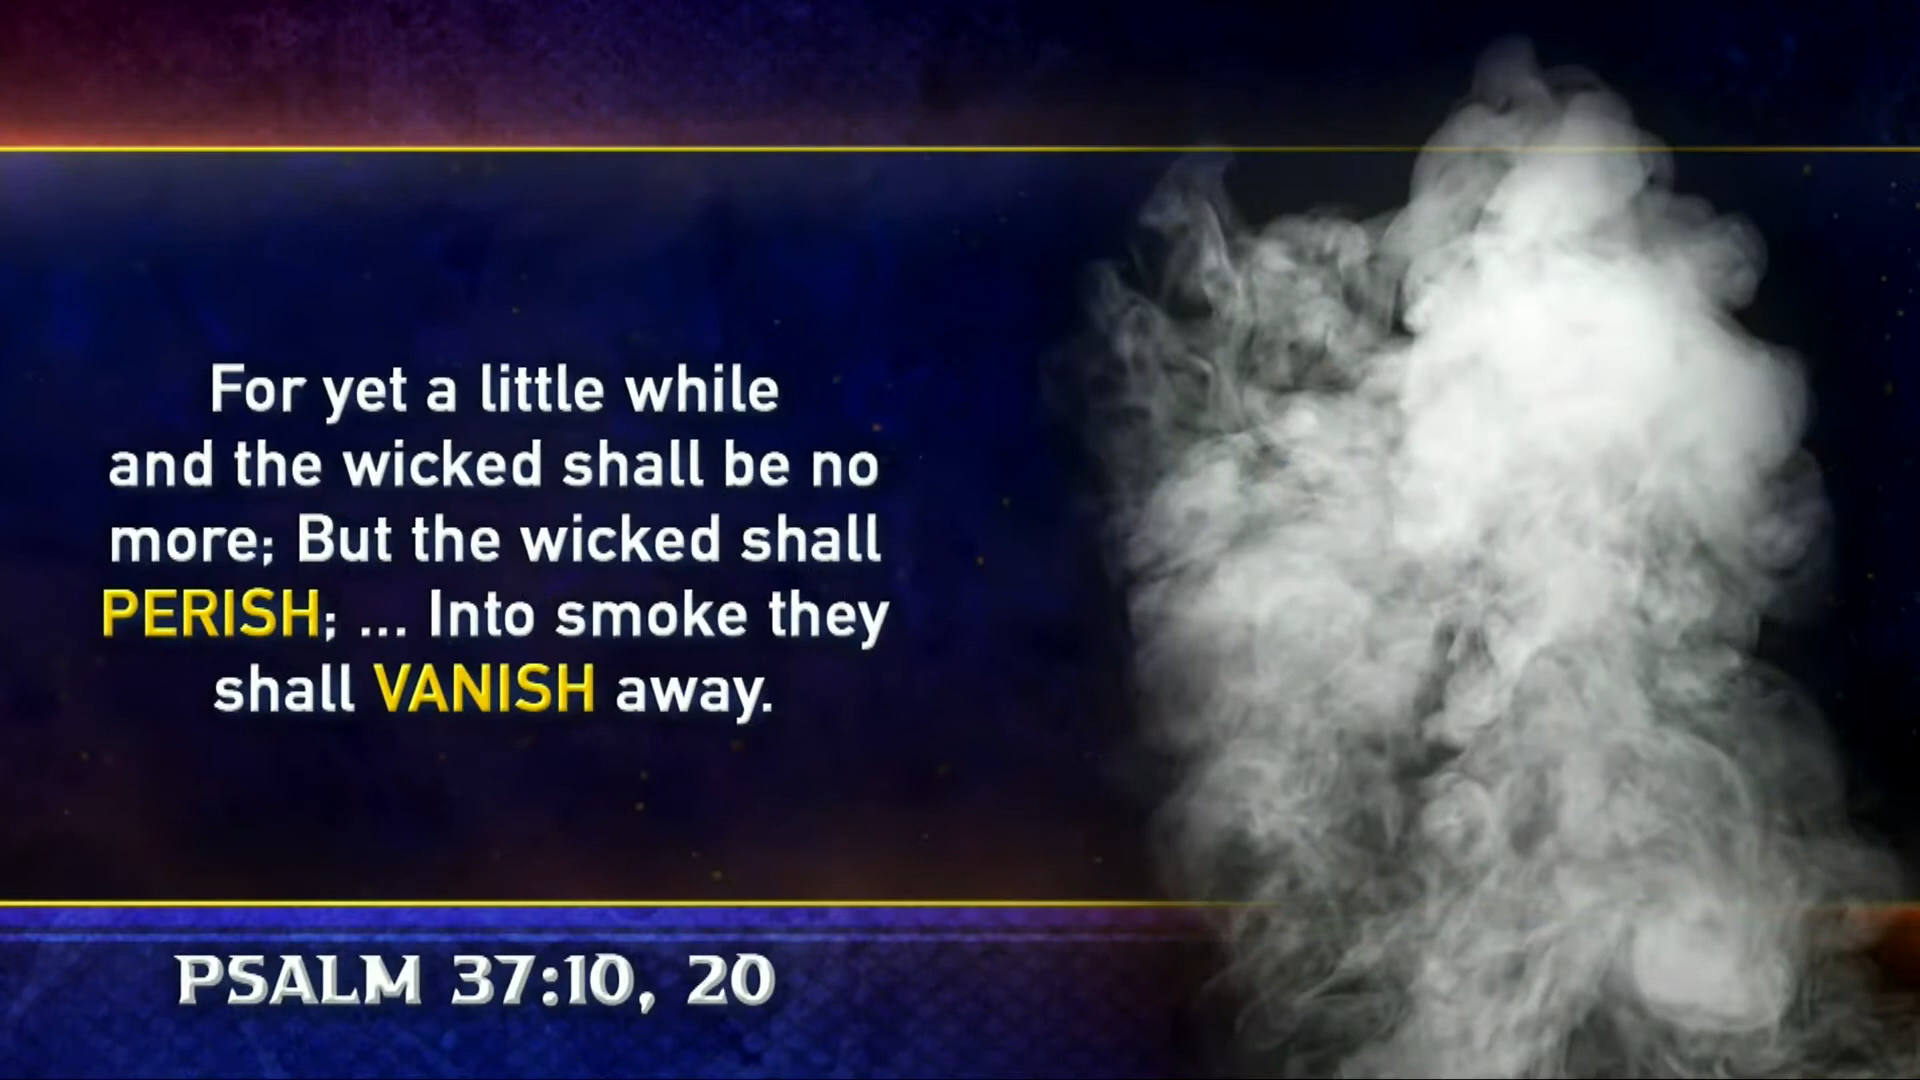 For yet a little while
and the wicked shall be no
more; But the wicked shall
PERISH; ... Into smoke they
shall VANISH away.
PSALM 37:10, 20